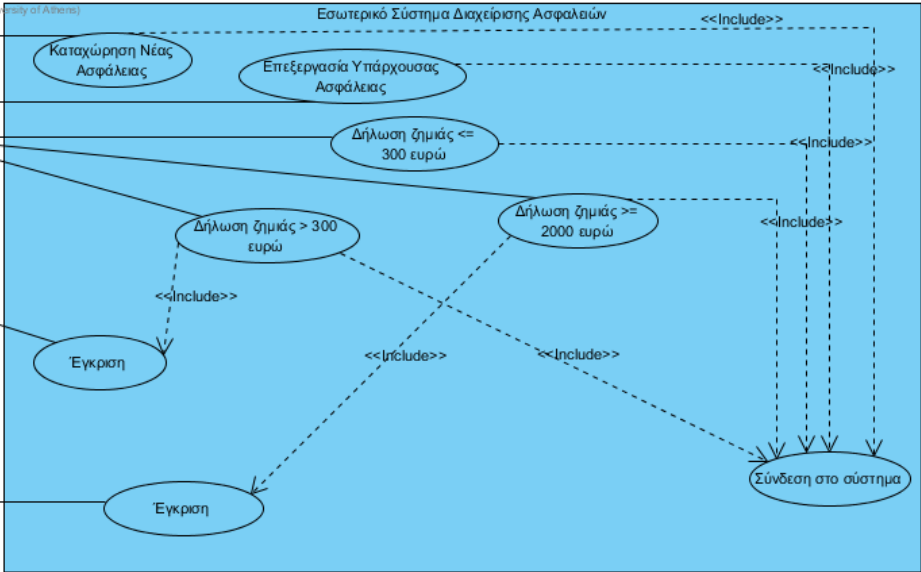 versity of Athens)
Εσωτερικό Σύστημα Διαχείρισης Ασφαλειών
<<Include>>
Καταχώρηση Νέας
Ασφάλειας
Επεξεργασία Υπάρχουσας
Ασφάλειας
<<Include>>
Δήλωση ζημιάς <=
300 ευρώ
<<Include>>
Δήλωση ζημιάς > 300
ευρώ
Δήλωση ζημιάς >=
2000 ευρώ
<<Include>>
<<Include>>
Έγκριση
<<Include>>
<<Include>>
Σύνδεση στο σύστημα
Έγκριση